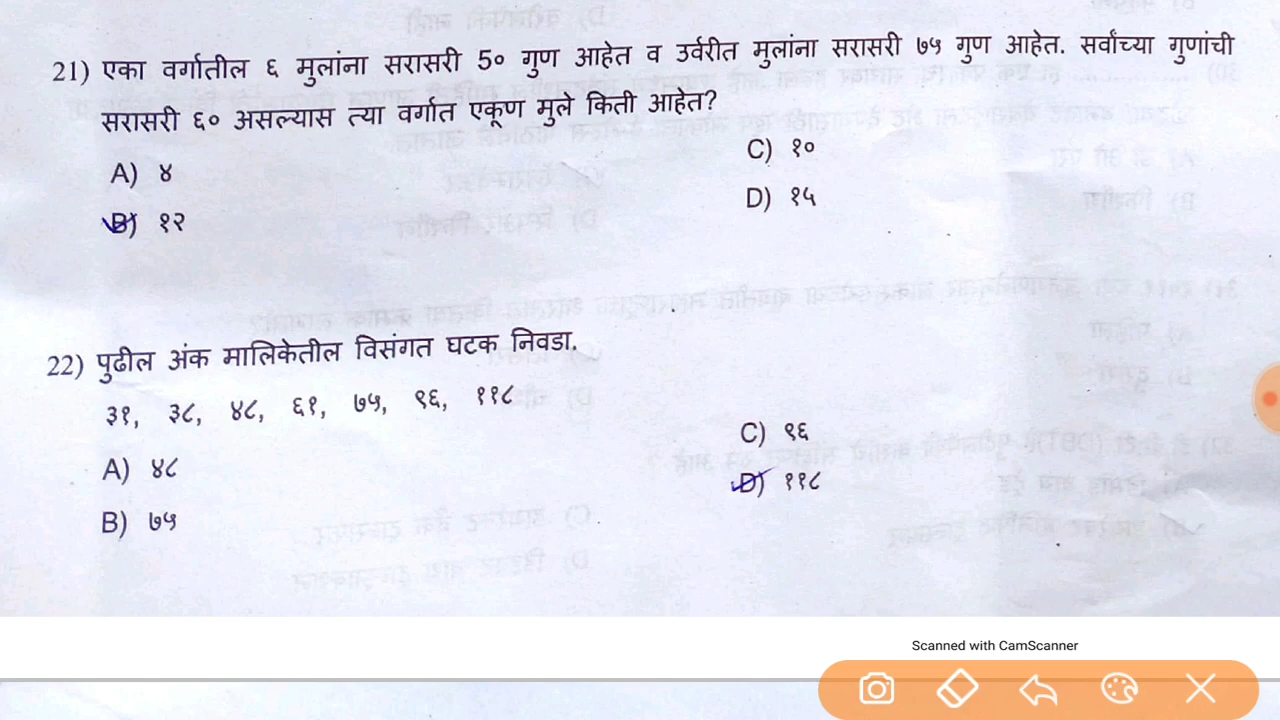 21) एका वर्गातील ६ मुलांना सरासरी 5० गुण आहेत व उर्वरीत मुलांना सरासरी ७५ गुण आहेत. सर्वांच्या गुणांची
सरासरी ६० असल्यास त्या वर्गात एकूण मुले किती आहेत?
A) ४
B) १२
C) १०
D) १५
22) पुढील अंक मालिकेतील विसंगत घटक निवडा.
३१, ३८, ४८, ६१, ७५, ९६, ११८
A) ४८
B) ७५
C) ९६
D) ११८
Scanned with CamScanner